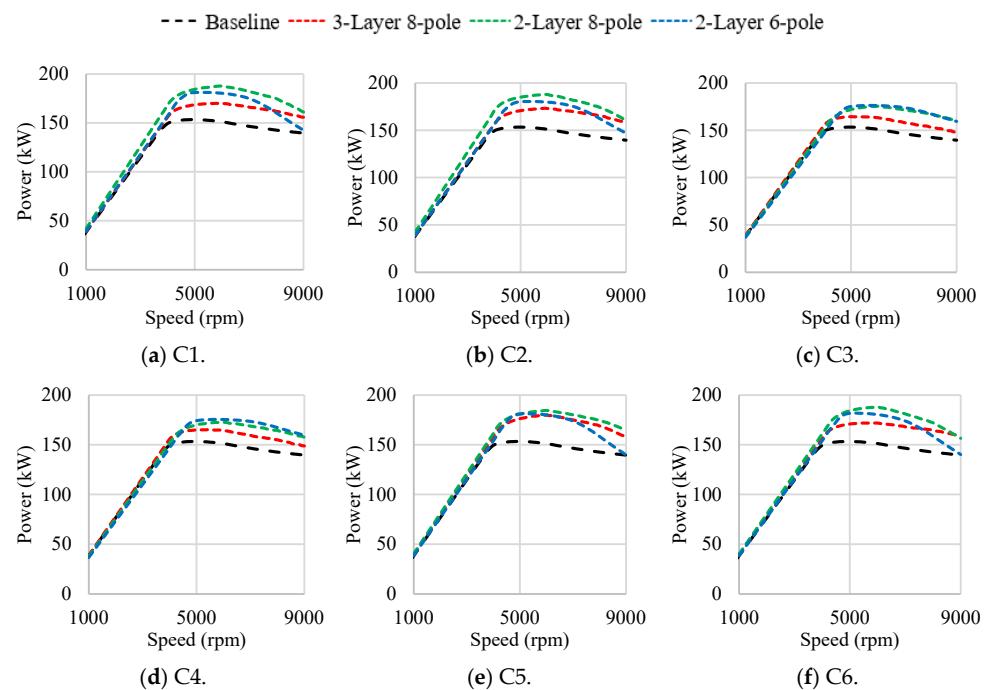 Baseline 3-Layer 8-pole 2-Layer 8-pole 2-Layer 6-pole
200
150
100
50
0
Power (kW)
1000 5000 9000
Speed (rpm)
(a) C1.
200
150
100
50
0
Power (kW)
1000 5000 9000
Speed (rpm)
(b) C2.
200
150
100
50
0
Power (kW)
1000 5000 9000
Speed (rpm)
(c) C3.
200
150
100
50
0
Power (kW)
1000 5000 9000
Speed (rpm)
(d) C4.
200
150
100
50
0
Power (kW)
1000 5000 9000
Speed (rpm)
(e) C5.
200
150
100
50
0
Power (kW)
1000 5000 9000
Speed (rpm)
(f) C6.